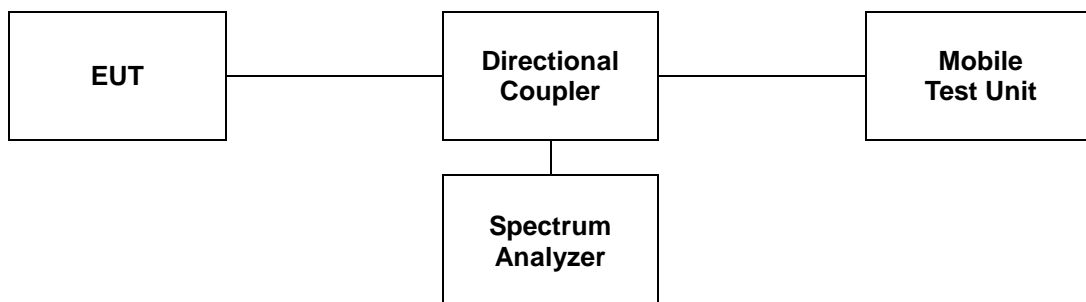 EUT
Directional
Coupler
Mobile
Test Unit
Spectrum
Analyzer